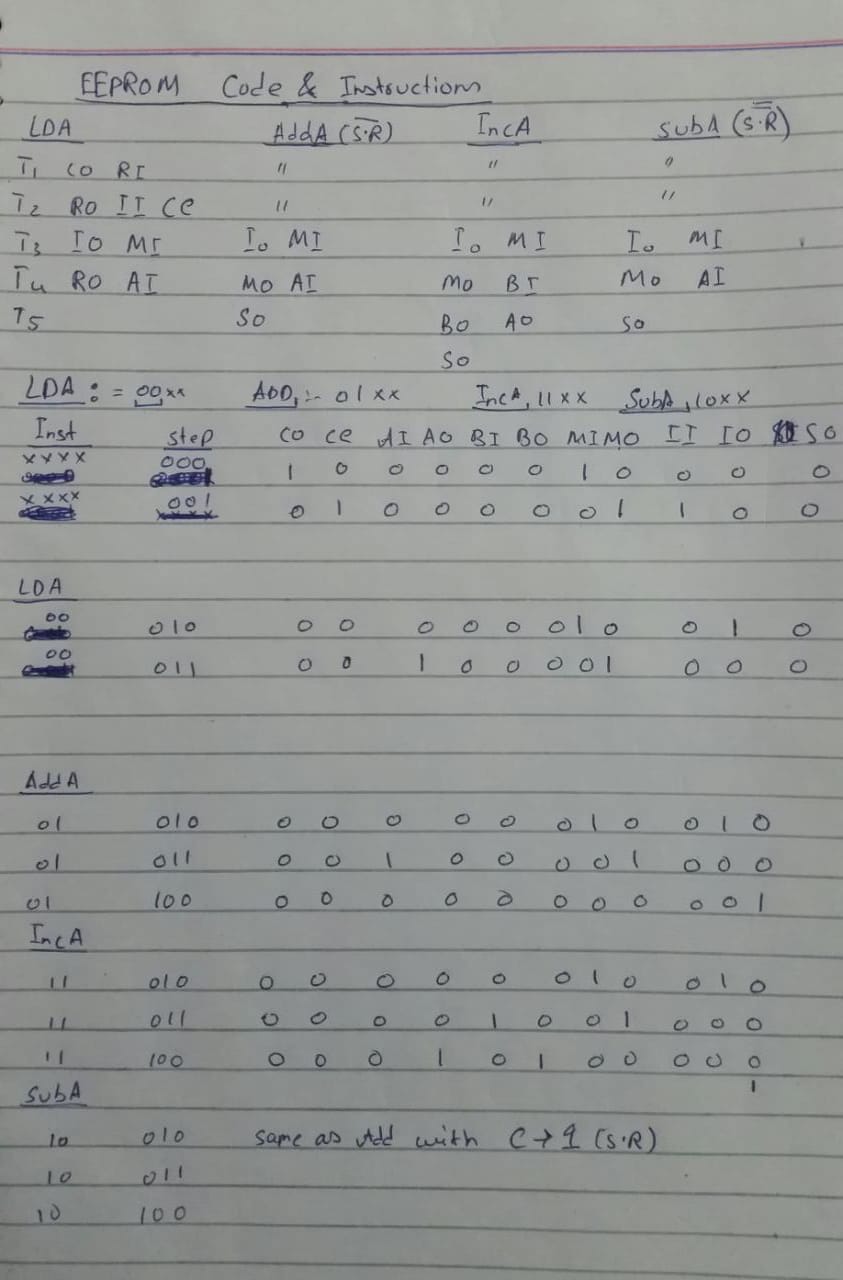 EEPROM Code & Instructions
LDA AddA (S̅·R̅) IncA SubA (S·R)
T1 CO RI " " "
T2 RO II CE " " "
T3 IO MI Io MI Io MI Io MI
T4 RO AI MO AI MO BI MO AI
T5 SO BO AO SO
SO
LDA : = 00xx ADD, :- 01xx IncA, 11xx SubA, 10xx
Inst step CO CE AI AO BI BO MI MO II IO SO
xxxx 000 1 0 0 0 0 0 1 0 0 0 0
xxxx 001 0 1 0 0 0 0 0 1 1 0 0
LDA
00 010 0 0 0 0 0 0 1 0 0 1 0
00 011 0 0 1 0 0 0 0 1 0 0 0
AddA
01 010 0 0 0 0 0 0 1 0 0 1 0
01 011 0 0 1 0 0 0 0 1 0 0 0
01 100 0 0 0 0 0 0 0 0 0 0 1
IncA
11 010 0 0 0 0 0 0 1 0 0 1 0
11 011 0 0 0 0 1 0 0 1 0 0 0
11 100 0 0 0 1 0 1 0 0 0 0 0
1
SubA
10 010 Same as Add with C→1 (S·R)
10 011
10 100